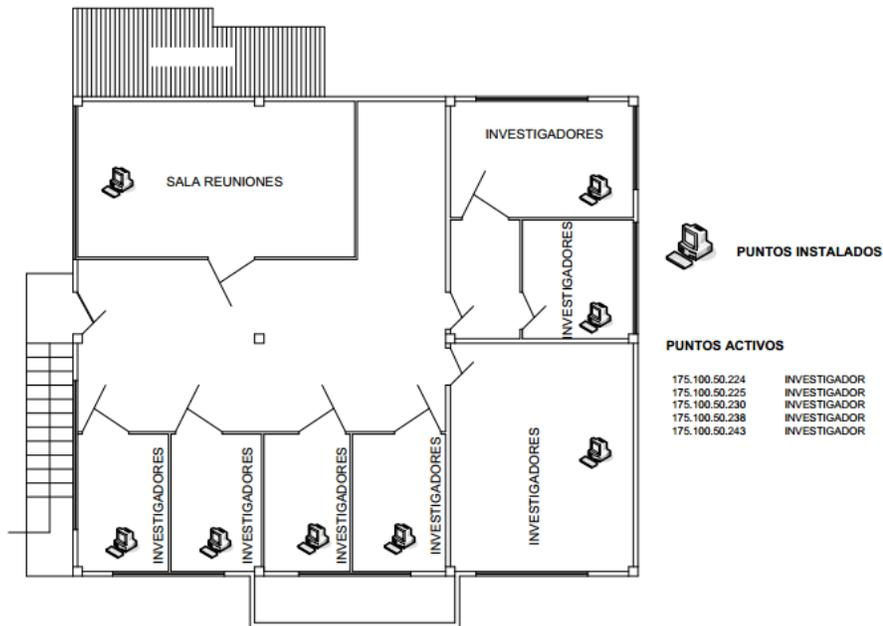 INVESTIGADORES
SALA REUNIONES
INVESTIGADORES
PUNTOS INSTALADOS
PUNTOS ACTIVOS
175.100.50.224 INVESTIGADOR
175.100.50.225 INVESTIGADOR
175.100.50.230 INVESTIGADOR
175.100.50.238 INVESTIGADOR
175.100.50.243 INVESTIGADOR
INVESTIGADORES
INVESTIGADORES
INVESTIGADORES
INVESTIGADORES
INVESTIGADORES